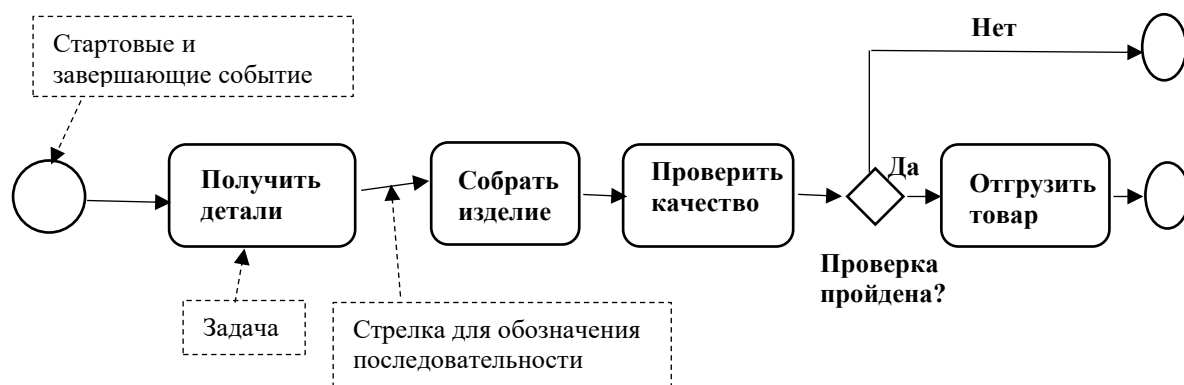 Стартовые и
завершающие событие
Нет
Получить
детали
Собрать
изделие
Проверить
качество
Да
Отгрузить
товар
Проверка
пройдена?
Задача
Стрелка для обозначения
последовательности